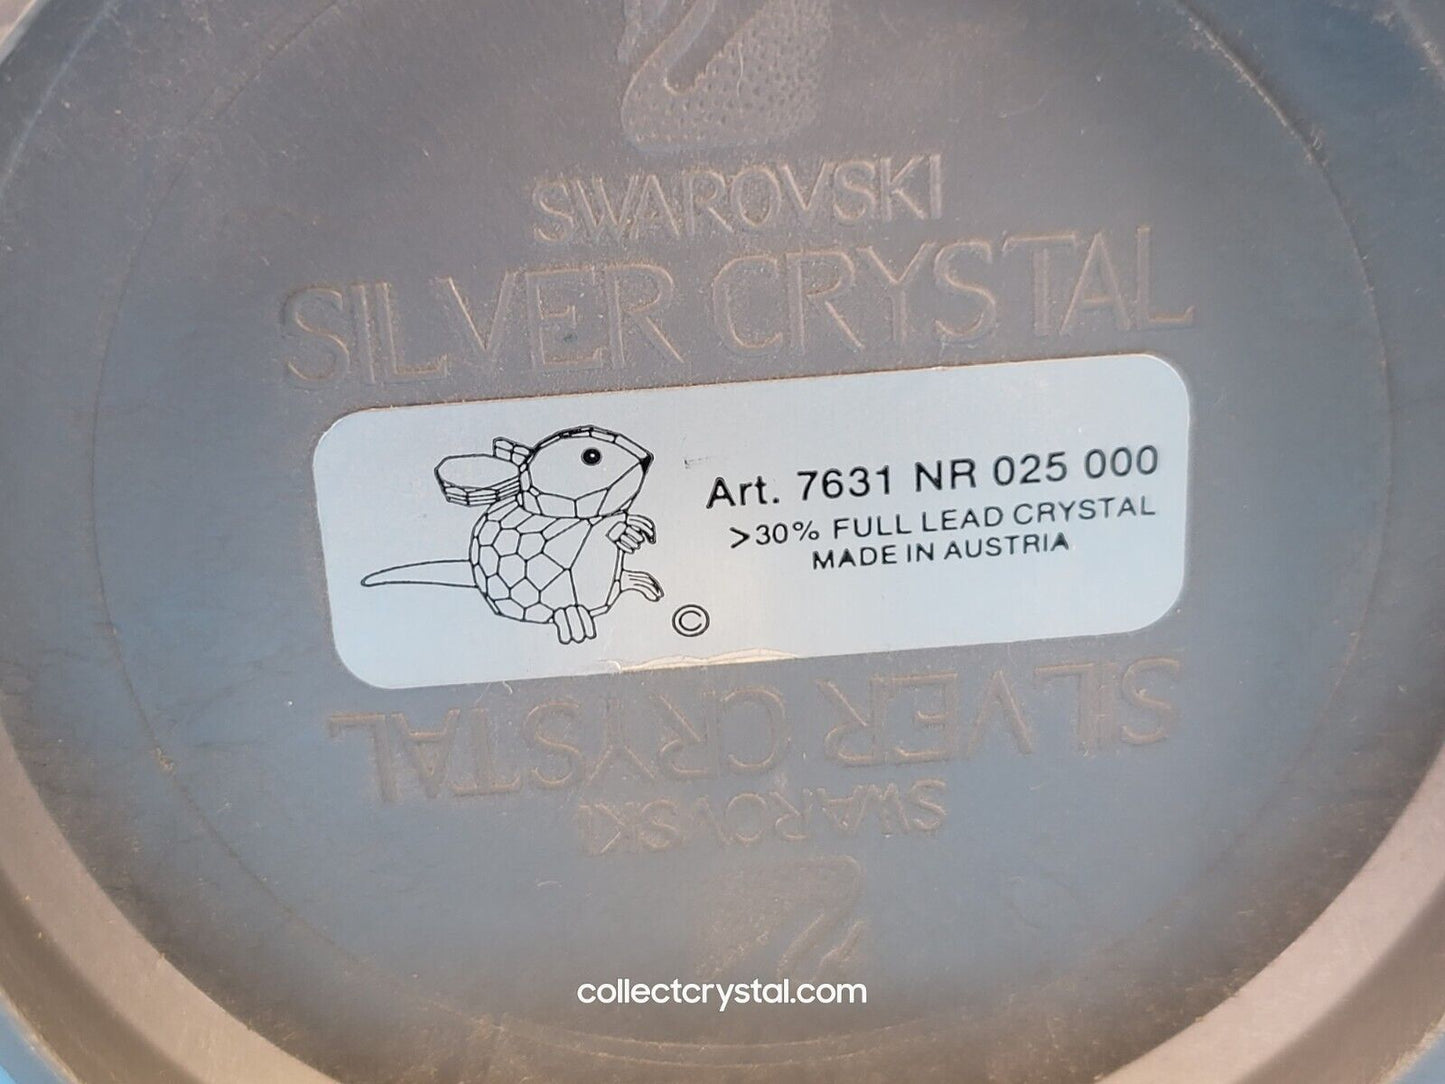 SWAROVSKI
SILVER CRYSTAL
Art. 7631 NR 025 000
>30% FULL LEAD CRYSTAL
MADE IN AUSTRIA
©
SILVER CRYSTAL
SWAROVSKI
collectcrystal.com